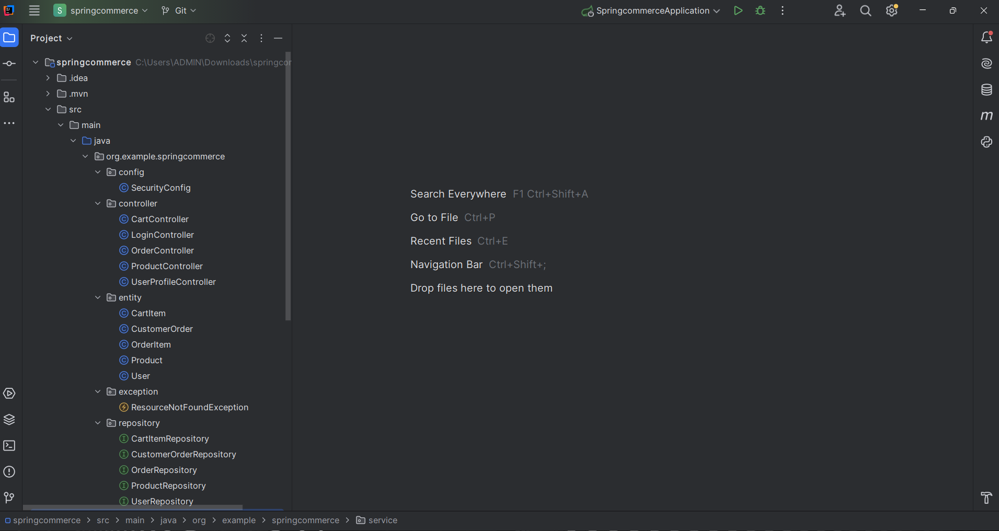 S springcommerce Git SpringcommerceApplication
Project
springcommerce C:\Users\ADMIN\Downloads\springcor
.idea
.mvn
src
main
java
org.example.springcommerce
config
SecurityConfig
controller
CartController
LoginController
OrderController
ProductController
UserProfileController
entity
CartItem
CustomerOrder
OrderItem
Product
User
exception
ResourceNotFoundException
repository
CartItemRepository
CustomerOrderRepository
OrderRepository
ProductRepository
UserRepository
Search Everywhere F1 Ctrl+Shift+A
Go to File Ctrl+P
Recent Files Ctrl+E
Navigation Bar Ctrl+Shift+;
Drop files here to open them
springcommerce > src > main > java > org > example > springcommerce > service